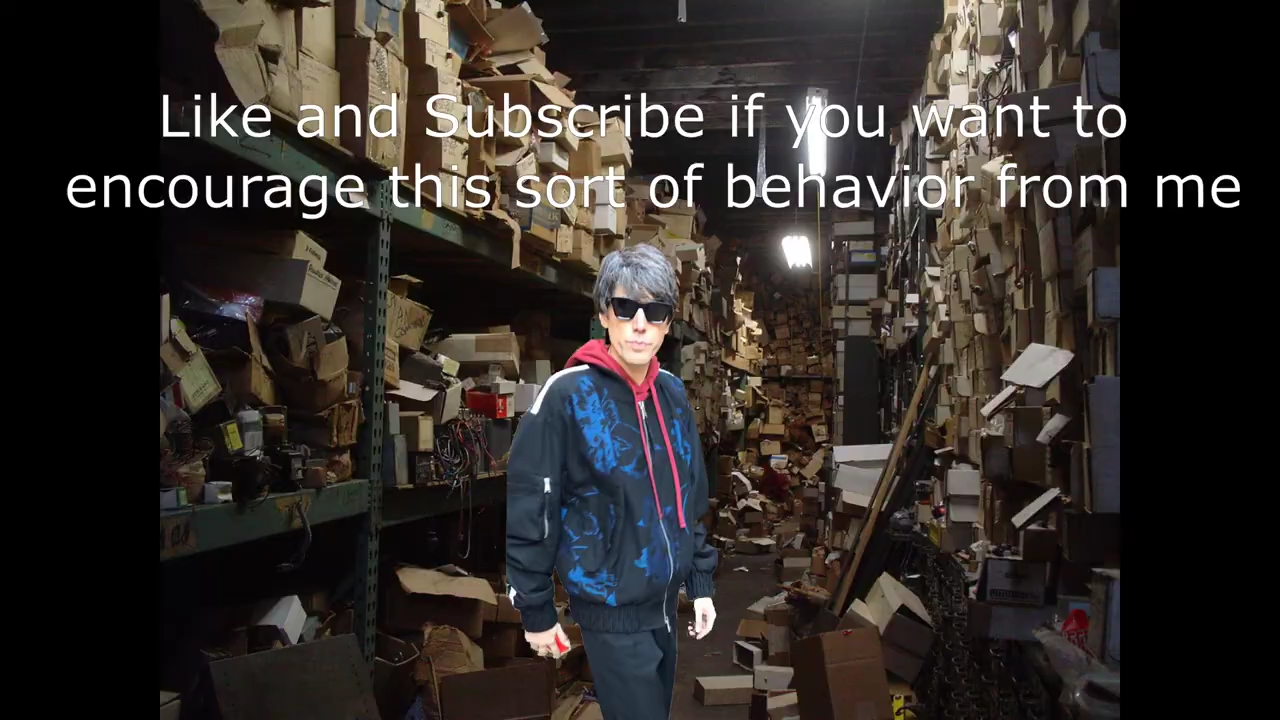 Like and Subscribe if you want to
encourage this sort of behavior from me